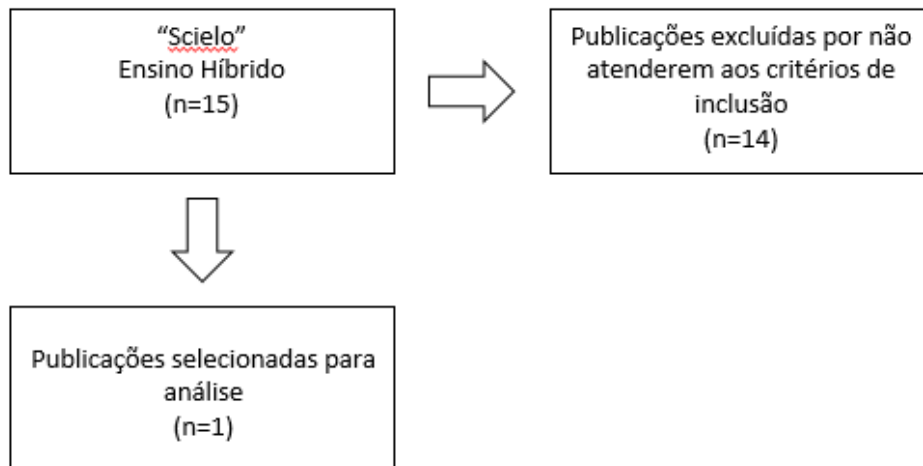 “Scielo”
Ensino Híbrido
(n=15)
Publicações excluídas por não
atenderem aos critérios de
inclusão
(n=14)
Publicações selecionadas para
análise
(n=1)